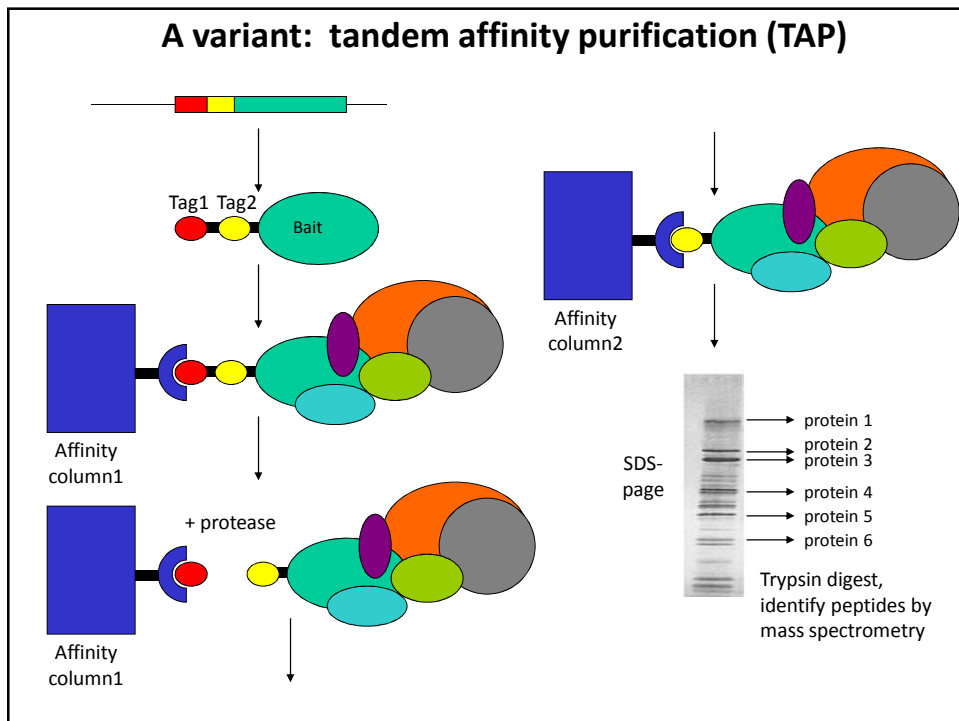 A variant:  tandem affinity purification (TAP)
Tag1 Tag2
Bait
Affinity
column1
+ protease
Affinity
column1
Affinity
column2
SDS-
page
protein 1
protein 2
protein 3
protein 4
protein 5
protein 6
Trypsin digest,
identify peptides by
mass spectrometry